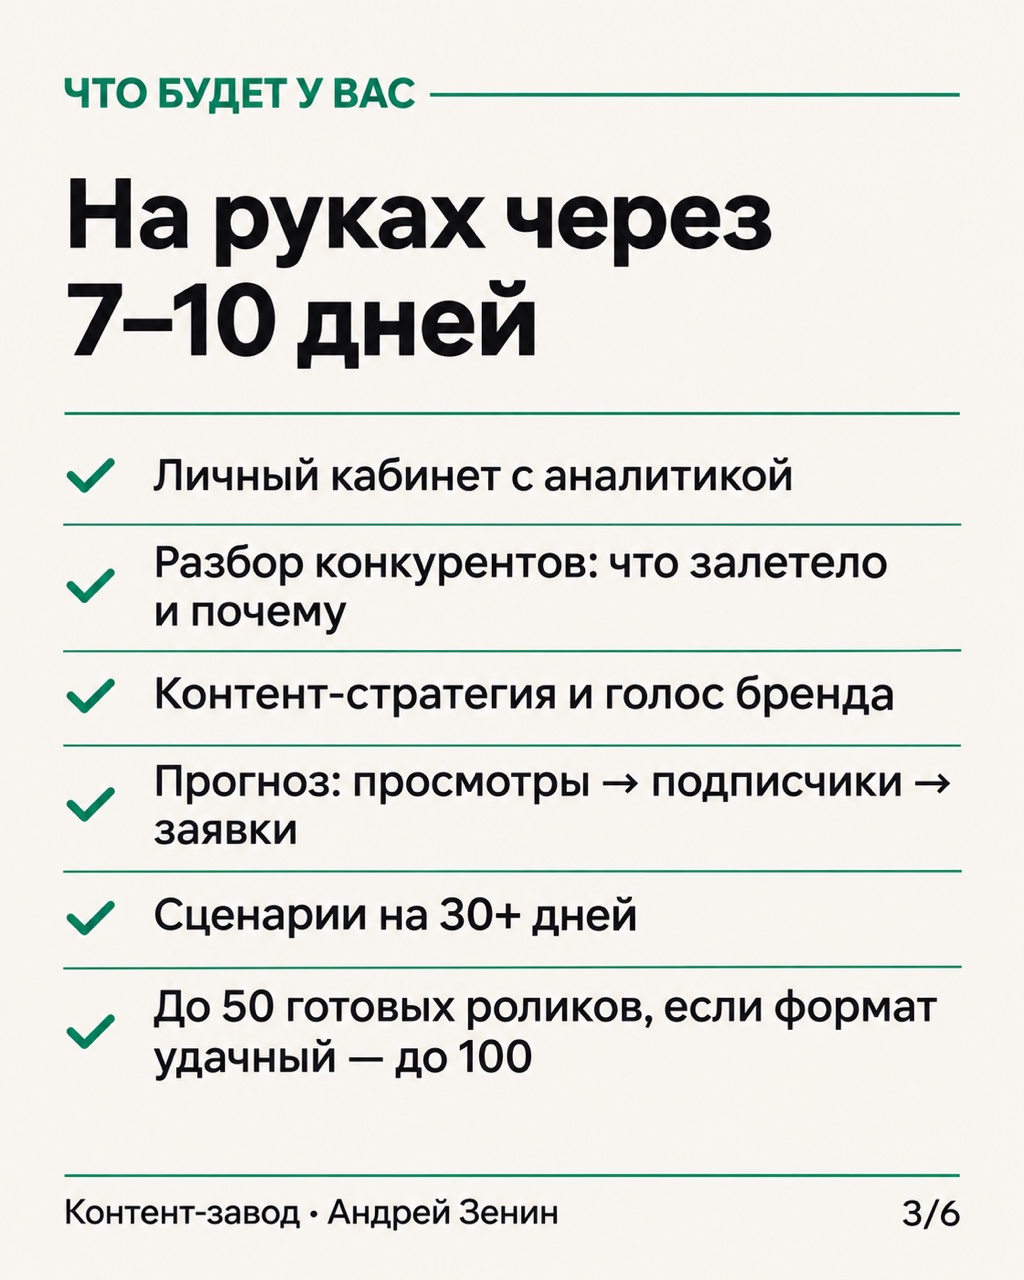 ЧТО БУДЕТ У ВАС
На руках через
7–10 дней
Личный кабинет с аналитикой
Разбор конкурентов: что залетело
и почему
Контент-стратегия и голос бренда
Прогноз: просмотры → подписчики →
заявки
Сценарии на 30+ дней
До 50 готовых роликов, если формат
удачный — до 100
Контент-завод • Андрей Зенин
3/6